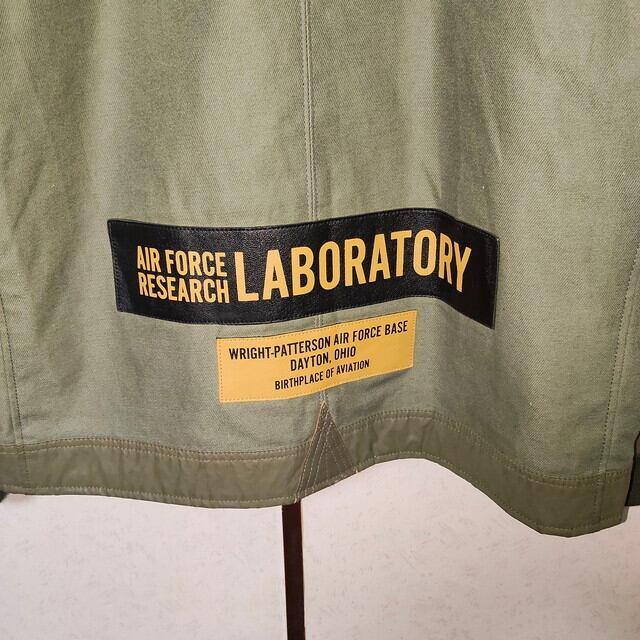 AIR FORCE
RESEARCH
LABORATORY
WRIGHT-PATTERSON AIR FORCE BASE
DAYTON, OHIO
BIRTHPLACE OF AVIATION